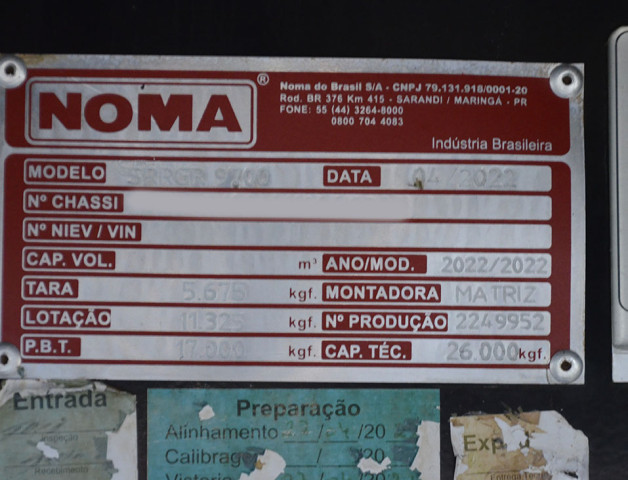 NOMA®
Noma do Brasil S/A - CNPJ 79.131.918/0001-20
Rod. BR 376 Km 415 - SARANDI / MARINGÁ - PR
FONE: 55 (44) 3264-8000
0800 704 4083
Indústria Brasileira
MODELO DATA 04/2022
Nº CHASSI
Nº NIEV / VIN
CAP. VOL. m³ ANO/MOD. 2022/2022
TARA 5.675 kgf. MONTADORA MATRIZ
LOTAÇÃO 11.325 kgf. Nº PRODUÇÃO 2249952
P.B.T. 17.000 kgf. CAP. TÉC. 26.000 kgf.
Entrada
Preparação
Alinhamento / /20
Calibrage / /20